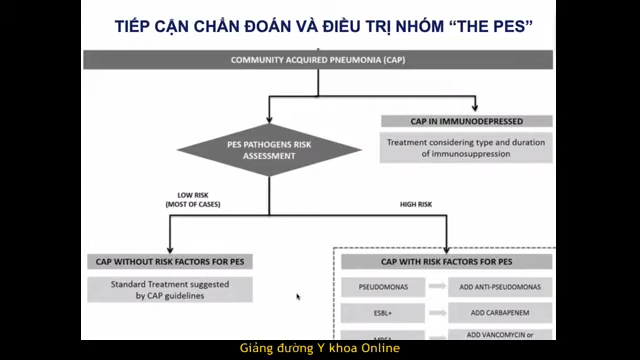 TIẾP CẬN CHẨN ĐOÁN VÀ ĐIỀU TRỊ NHÓM “THE PES”
COMMUNITY ACQUIRED PNEUMONIA (CAP)
CAP IN IMMUNODEPRESSED
Treatment considering type and duration
of immunosuppression
PES PATHOGENS RISK
ASSESSMENT
LOW RISK
(MOST OF CASES)
HIGH RISK
CAP WITHOUT RISK FACTORS FOR PES
Standard Treatment suggested
by CAP guidelines
CAP WITH RISK FACTORS FOR PES
PSEUDOMONAS
ADD ANTI-PSEUDOMONAS
ESBL+
ADD CARBAPENEM
MRSA
ADD VANCOMYCIN or
Giảng đường Y khoa Online